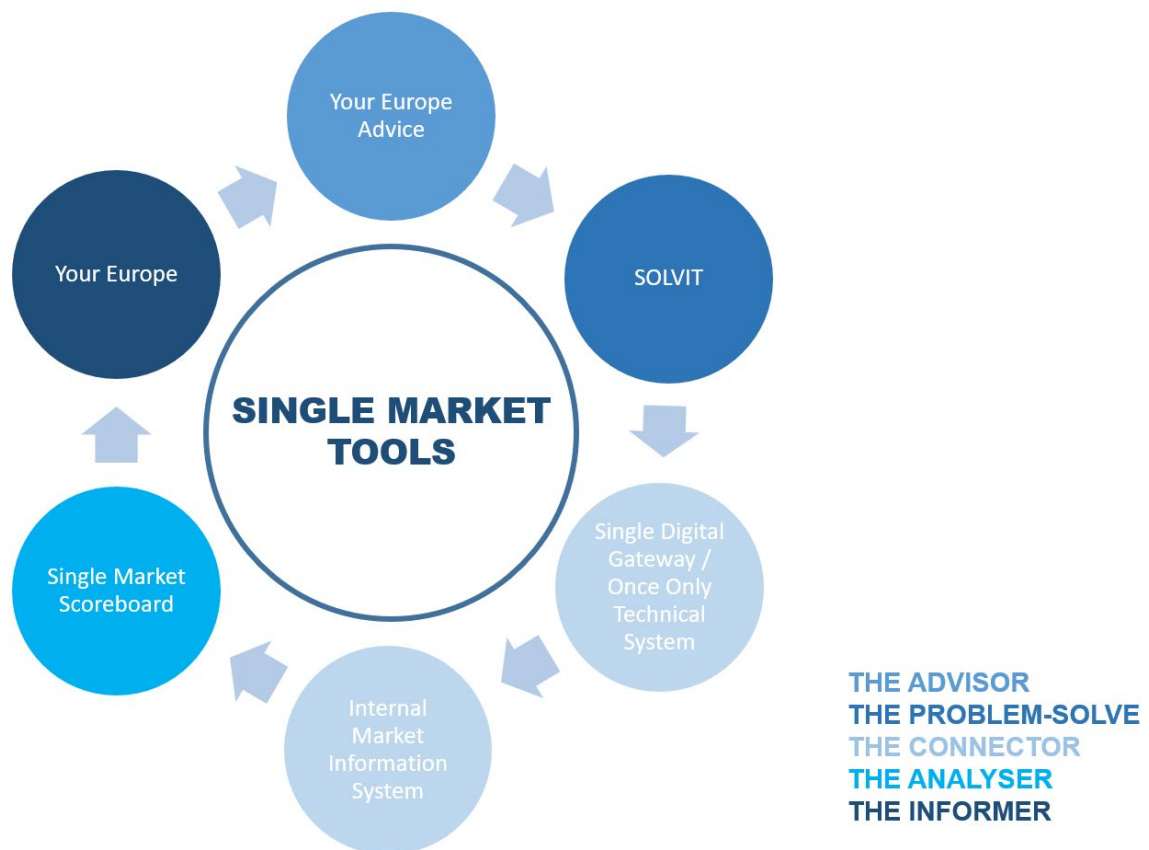 Your Europe
Advice
SOLVIT
Single Digital
Gateway /
Once Only
Technical
System
Internal
Market
Information
System
Single Market
Scoreboard
Your Europe
SINGLE MARKET
TOOLS
THE ADVISOR
THE PROBLEM-SOLVE
THE CONNECTOR
THE ANALYSER
THE INFORMER